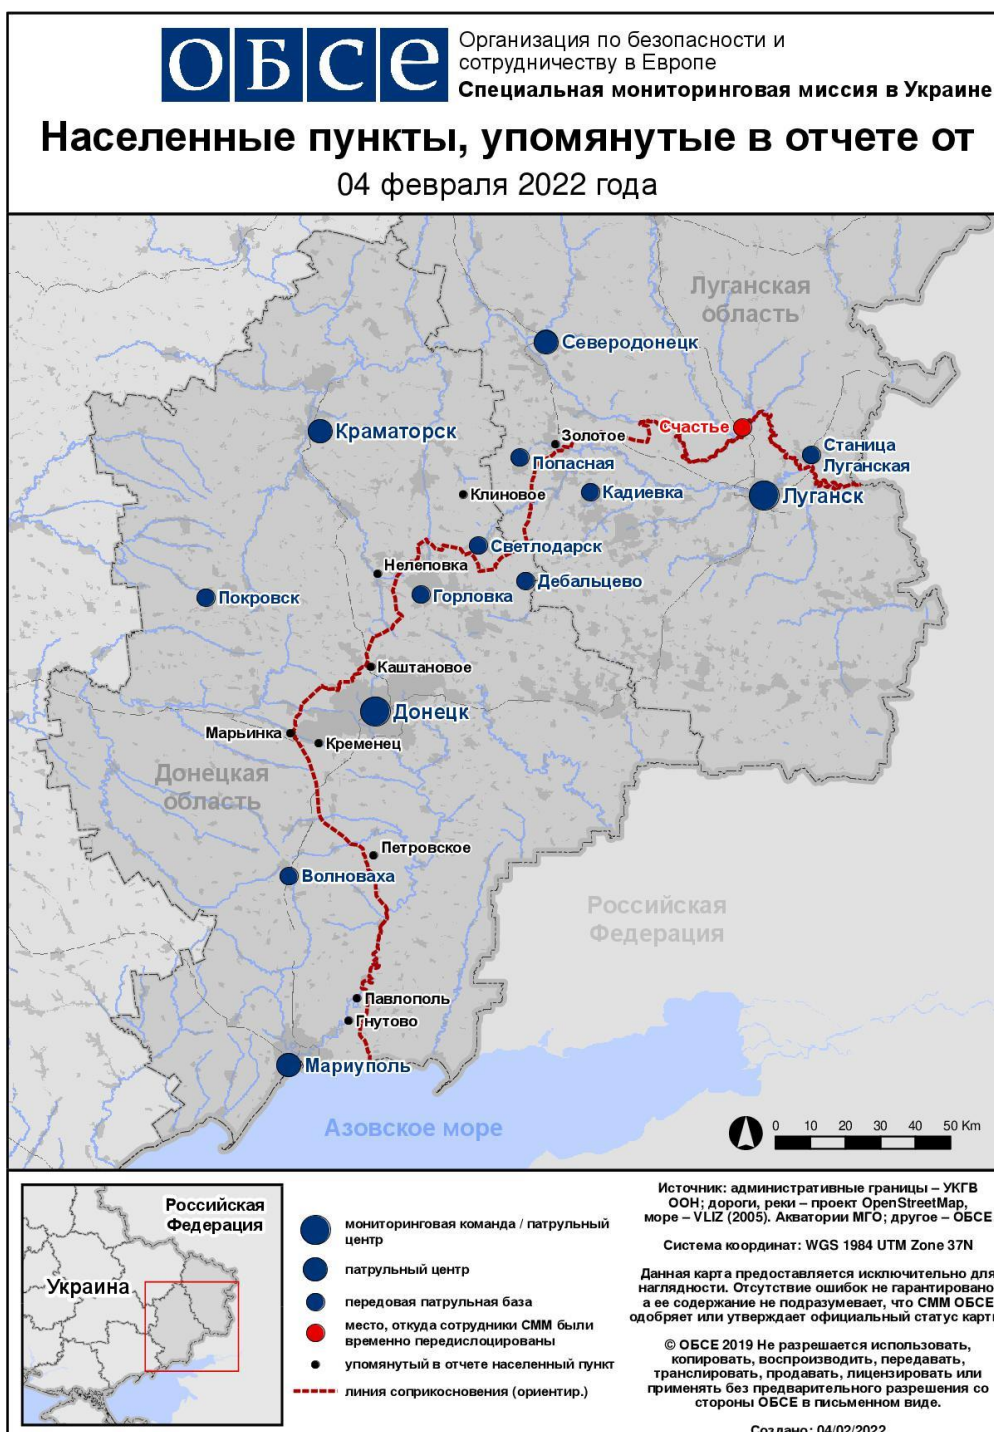 ОБСЕ
Организация по безопасности и
сотрудничеству в Европе
Специальная мониторинговая миссия в Украине
Населенные пункты, упомянутые в отчете от
04 февраля 2022 года
Луганская
область
Северодонецк
Счастье
Золотое
Краматорск
Станица
Луганская
Попасная
Клиновое
Кадиевка
Луганск
Светлодарск
Нелеповка
Дебальцево
Горловка
Покровск
Каштановое
Донецк
Марьинка
Кременец
Донецкая
область
Петровское
Волноваха
Российская
Федерация
Павлополь
Гнутово
Мариуполь
Азовское море
0 10 20 30 40 50 Km
Российская
Федерация
Украина
мониторинговая команда / патрульный
центр
патрульный центр
передовая патрульная база
место, откуда сотрудники СММ были
временно передислоцированы
упомянутый в отчете населенный пункт
линия соприкосновения (ориентир.)
Источник: административные границы – УКГВ
ООН; дороги, реки – проект OpenStreetMap,
море – VLIZ (2005). Акватории МГО; другое – ОБСЕ
Система координат: WGS 1984 UTM Zone 37N
Данная карта предоставляется исключительно для
наглядности. Отсутствие ошибок не гарантировано,
а ее содержание не подразумевает, что СММ ОБСЕ
одобряет или утверждает официальный статус карты
© ОБСЕ 2019 Не разрешается использовать,
копировать, воспроизводить, передавать,
транслировать, продавать, лицензировать или
применять без предварительного разрешения со
стороны ОБСЕ в письменном виде.
Создано: 04/02/2022